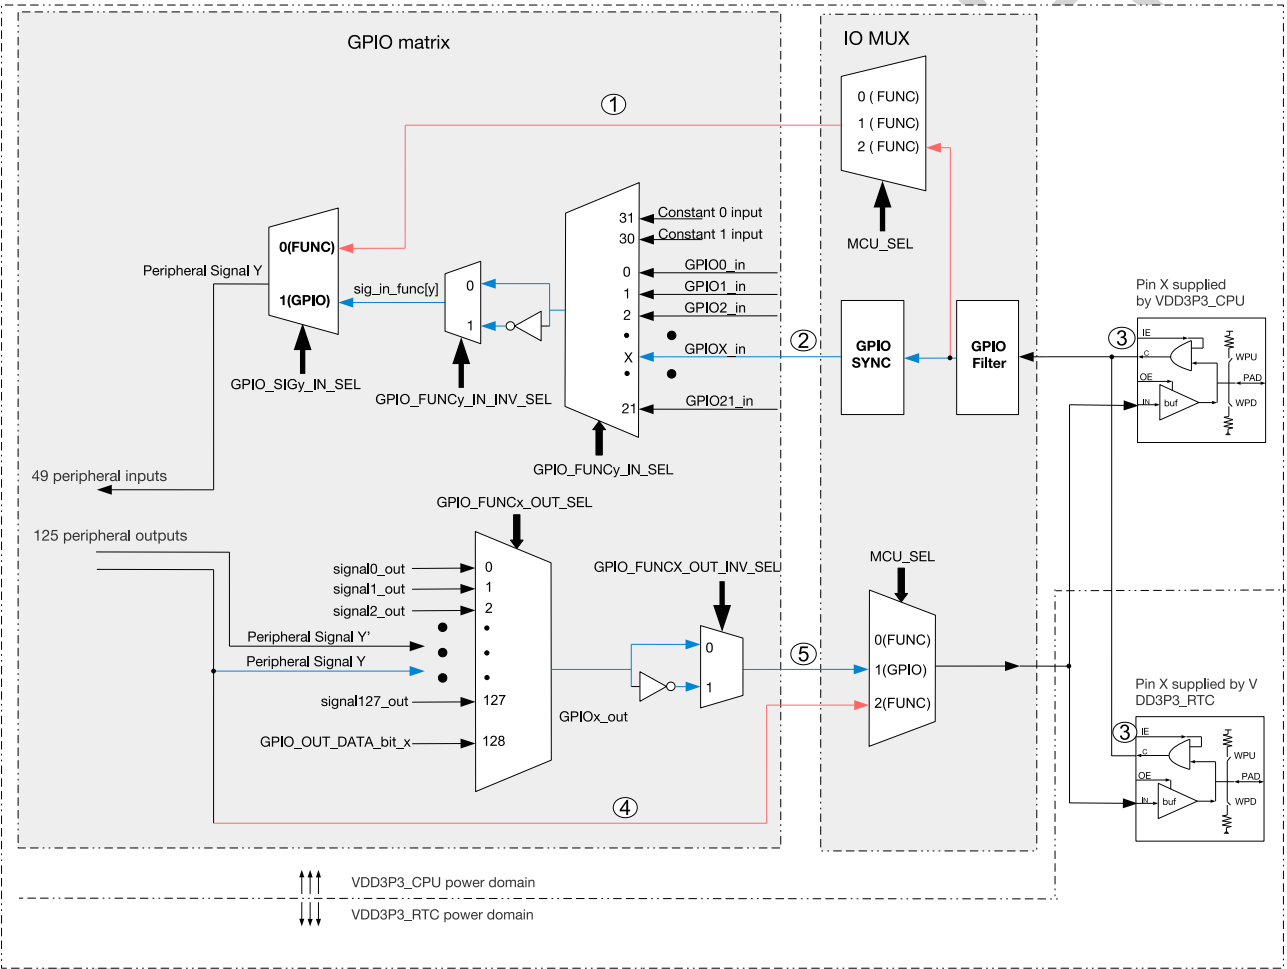 GPIO matrix
IO MUX
1
0 ( FUNC)
1 ( FUNC)
2 ( FUNC)
MCU_SEL
31
Constant 0 input
30
Constant 1 input
0
GPIO0_in
1
GPIO1_in
2
GPIO2_in
X
GPIOX_in
2
21
GPIO21_in
GPIO_FUNCy_IN_SEL
0(FUNC)
1(GPIO)
Peripheral Signal Y
sig_in_func[y]
0
1
GPIO_SIGy_IN_SEL
GPIO_FUNCy_IN_INV_SEL
GPIO
SYNC
GPIO
Filter
Pin X supplied
by VDD3P3_CPU
3
IE
C
OE
IN
buf
WPU
PAD
WPD
49 peripheral inputs
125 peripheral outputs
GPIO_FUNCx_OUT_SEL
signal0_out
0
signal1_out
1
signal2_out
2
Peripheral Signal Y'
Peripheral Signal Y
signal127_out
127
GPIO_OUT_DATA_bit_x
128
GPIOx_out
GPIO_FUNCX_OUT_INV_SEL
0
1
5
MCU_SEL
0(FUNC)
1(GPIO)
2(FUNC)
4
Pin X supplied by V
DD3P3_RTC
3
IE
C
OE
IN
buf
WPU
PAD
WPD
VDD3P3_CPU power domain
VDD3P3_RTC power domain